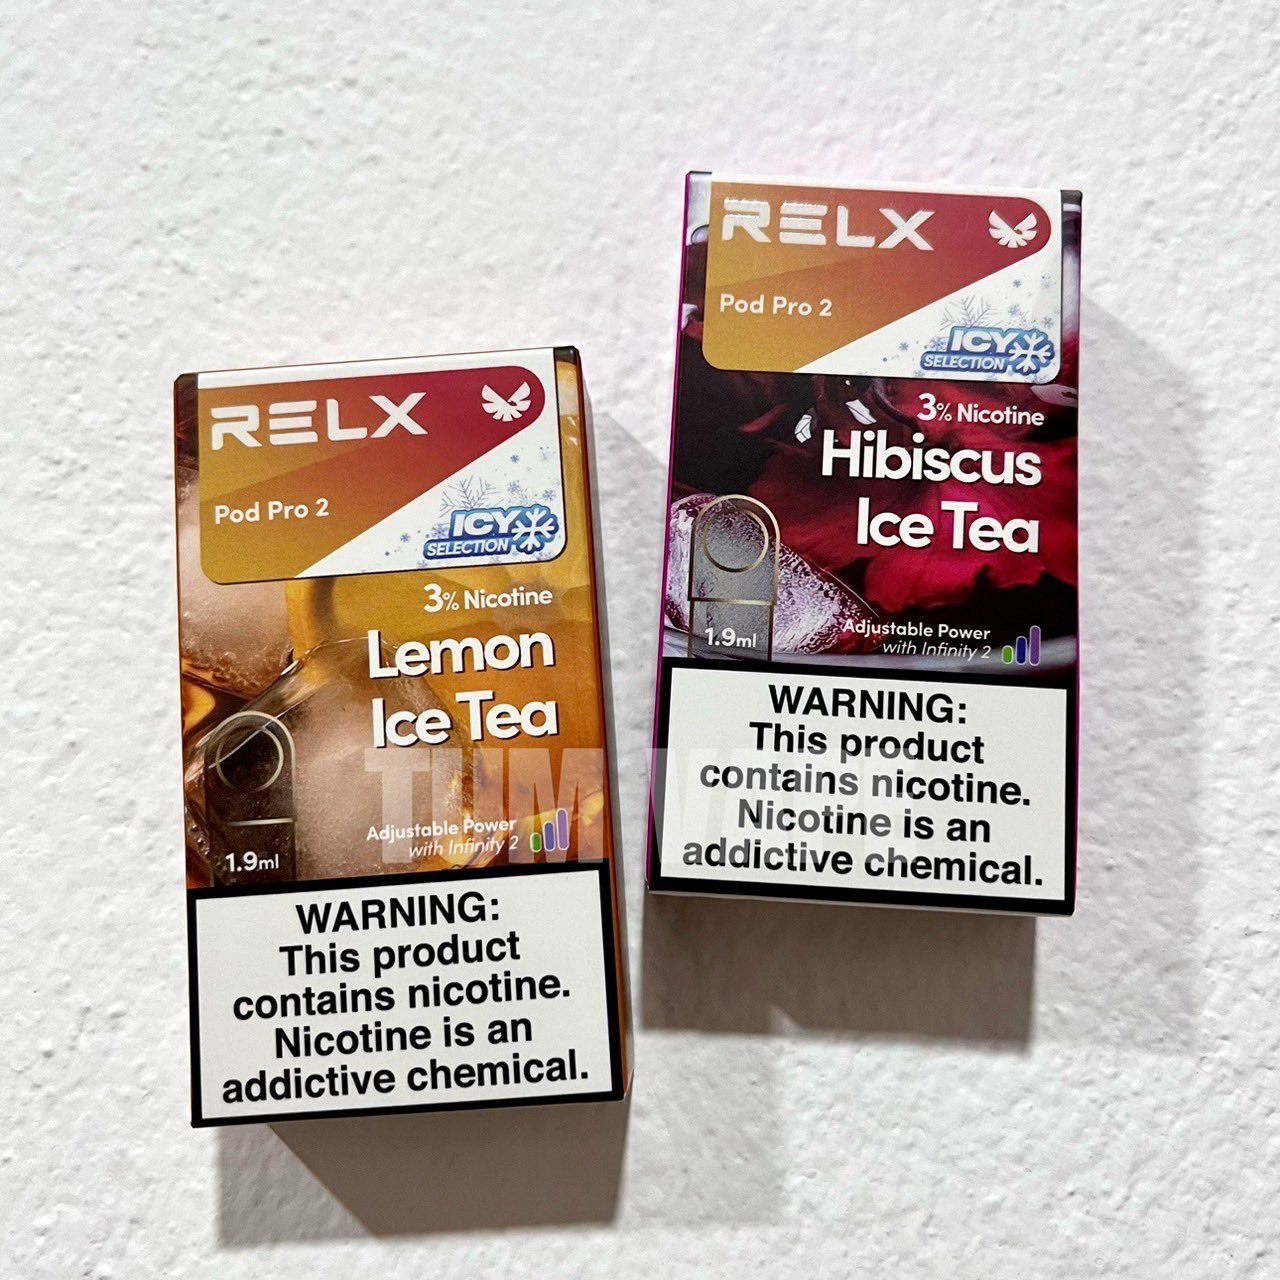 RELX
Pod Pro 2
ICY
SELECTION
3% Nicotine
Lemon
Ice Tea
Adjustable Power
with Infinity 2
1.9ml
WARNING:
This product
contains nicotine.
Nicotine is an
addictive chemical.
RELX
Pod Pro 2
ICY
SELECTION
3% Nicotine
Hibiscus
Ice Tea
1.9ml
Adjustable Power
with Infinity 2
WARNING:
This product
contains nicotine.
Nicotine is an
addictive chemical.
TUM